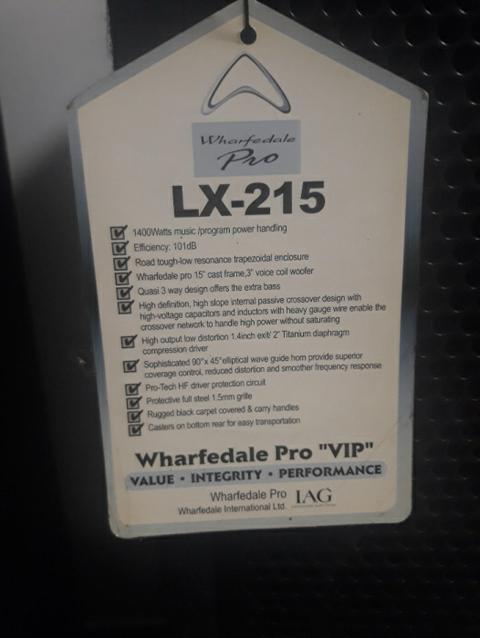 Wharfedale
Pro
LX-215
1400Watts music /program power handling
Efficiency: 101dB
Road tough-low resonance trapezoidal enclosure
Wharfedale pro 15" cast frame,3" voice coil woofer
Quasi 3 way design offers the extra bass
High definition, high slope internal passive crossover design with
high-voltage capacitors and inductors with heavy gauge wire enable the
crossover network to handle high power without saturating
High output low distortion 1.4inch exit/ 2" Titanium diaphragm
compression driver
Sophisticated 90°x 45°elliptical wave guide horn provide superior
coverage control, reduced distortion and smoother frequency response
Pro-Tech HF driver protection circuit
Protective full steel 1.5mm grille
Rugged black carpet covered & carry handles
Casters on bottom rear for easy transportation
Wharfedale Pro "VIP"
VALUE • INTEGRITY • PERFORMANCE
Wharfedale Pro IAG
Wharfedale International Ltd.